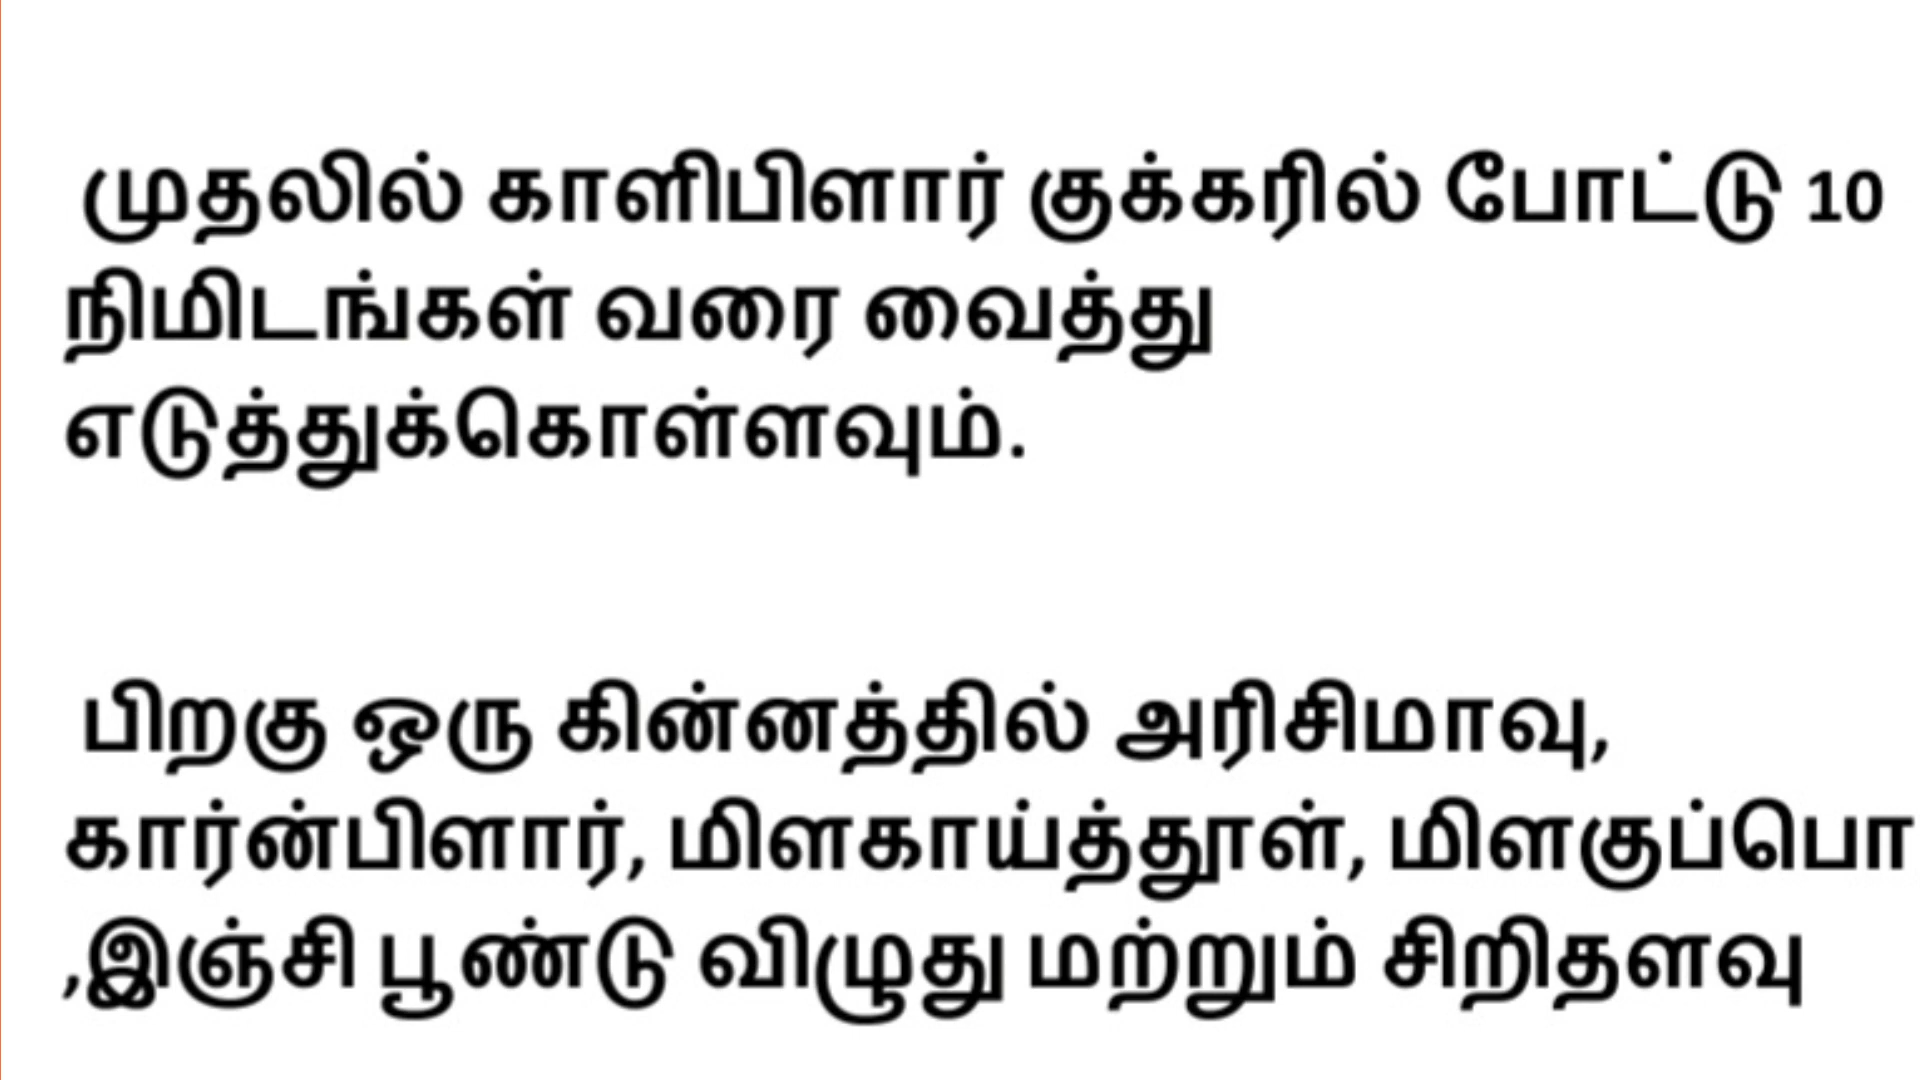 முதலில் காளிபிளார் குக்கரில் போட்டு 10
நிமிடங்கள் வரை வைத்து
எடுத்துக்கொள்ளவும்.
பிறகு ஒரு கின்னத்தில் அரிசிமாவு,
கார்ன்பிளார், மிளகாய்த்தூள், மிளகுப்பொ
,இஞ்சி பூண்டு விழுது மற்றும் சிறிதளவு